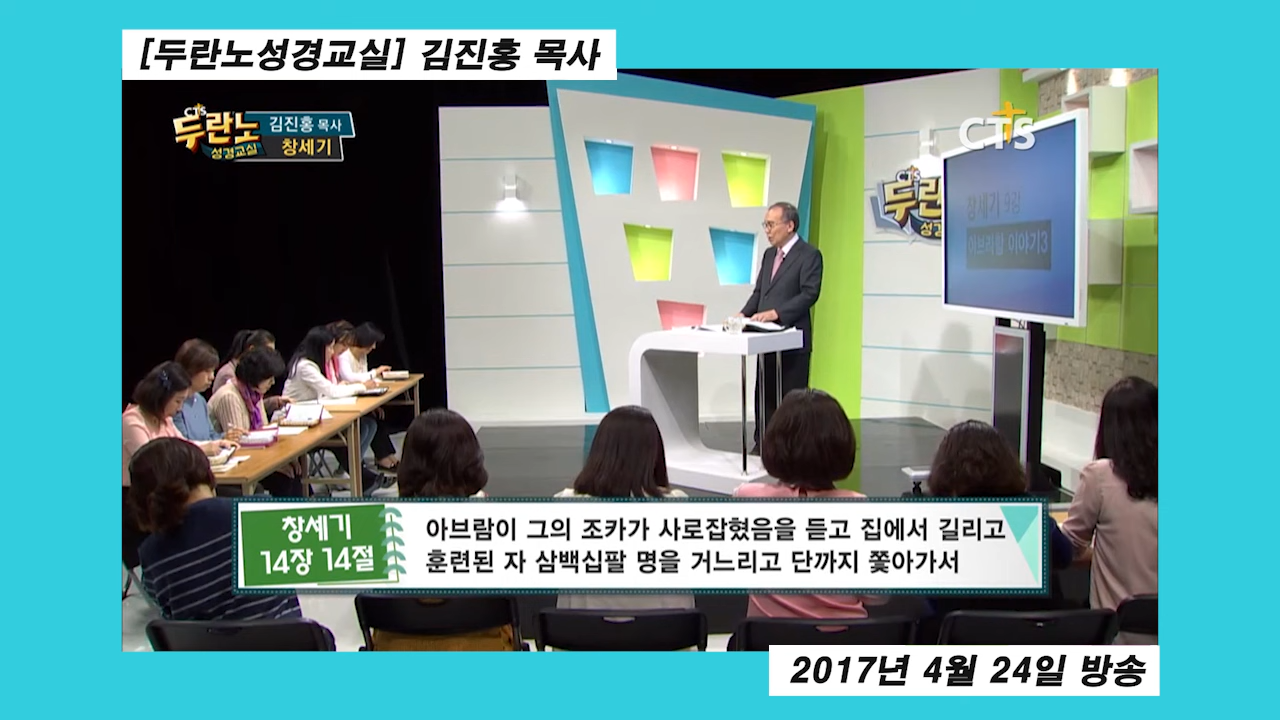 [두란노성경교실] 김진홍 목사
CTS
두란노
성경교실
김진홍 목사
창세기
CTS
CTS
두란
성경
창세기 9강
아브라함 이야기3
창세기
14장 14절
아브람이 그의 조카가 사로잡혔음을 듣고 집에서 길리고
훈련된 자 삼백십팔 명을 거느리고 단까지 쫓아가서
2017년 4월 24일 방송